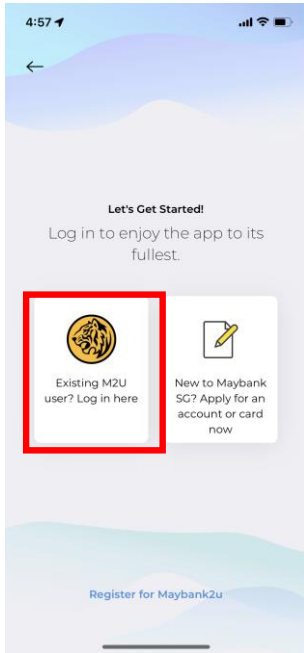 4:57
Let's Get Started!
Log in to enjoy the app to its
fullest.
Existing M2U
user? Log in here
New to Maybank
SG? Apply for an
account or card
now
Register for Maybank2u